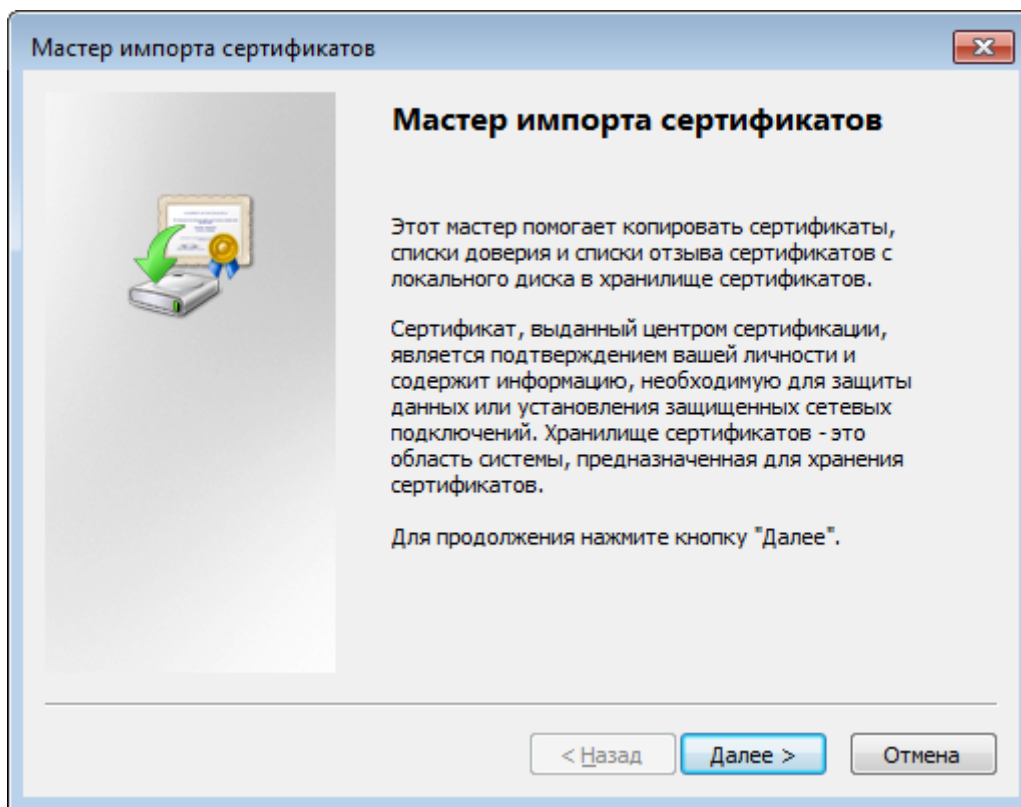 Мастер импорта сертификатов
Мастер импорта сертификатов
Этот мастер помогает копировать сертификаты,
списки доверия и списки отзыва сертификатов с
локального диска в хранилище сертификатов.
Сертификат, выданный центром сертификации,
является подтверждением вашей личности и
содержит информацию, необходимую для защиты
данных или установления защищенных сетевых
подключений. Хранилище сертификатов - это
область системы, предназначенная для хранения
сертификатов.
Для продолжения нажмите кнопку "Далее".
< Назад
Далее >
Отмена